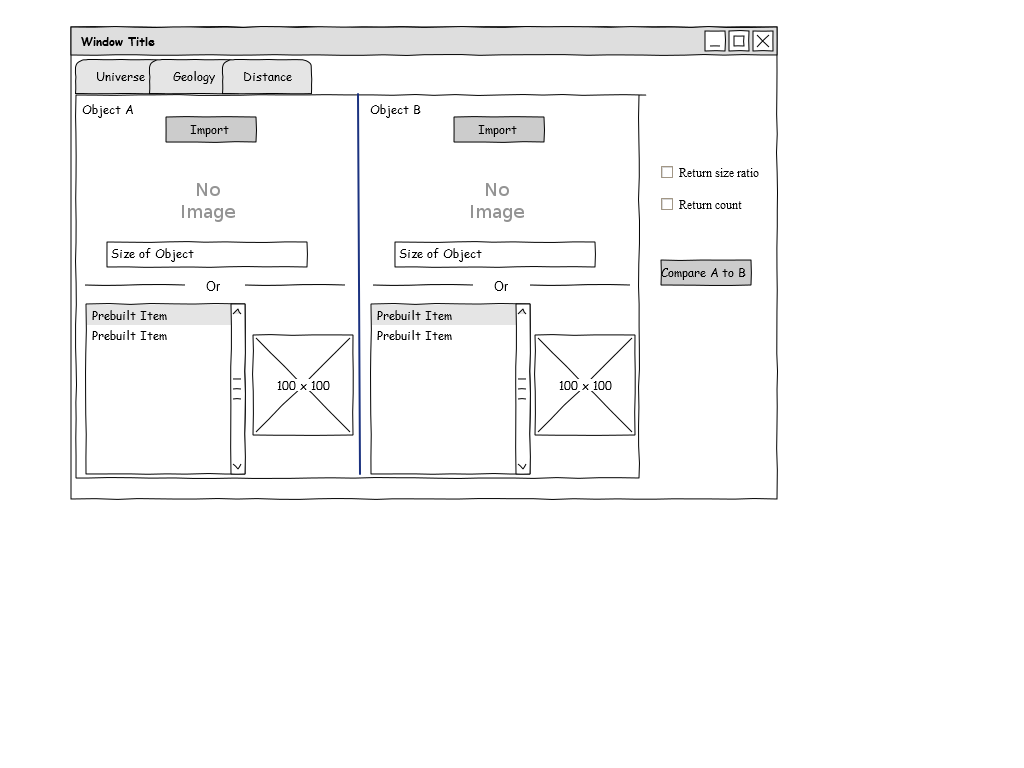 Window Title
Universe
Geology
Distance
Object A
Import
No
Image
Size of Object
Or
Prebuilt Item
Prebuilt Item
100 x 100
Object B
Import
No
Image
Size of Object
Or
Prebuilt Item
Prebuilt Item
100 x 100
Return size ratio
Return count
Compare A to B